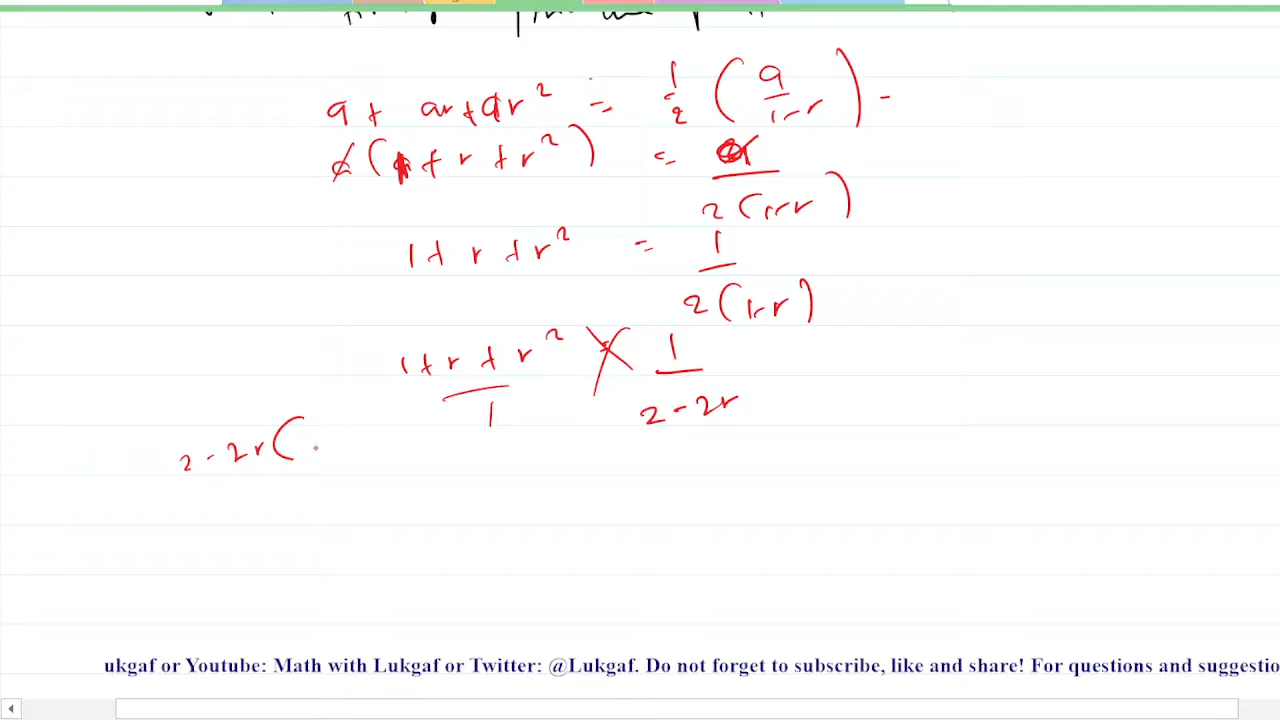 a + ar + ar² = 1/2 (a/1-r)
a(1 + r + r²) = a/2(1-r)
1 + r + r² = 1/2(1-r)
1 + r + r²/1 = 1/2-2r
2-2r(
ukgaf or Youtube: Math with Lukgaf or Twitter: @Lukgaf. Do not forget to subscribe, like and share! For questions and suggestio